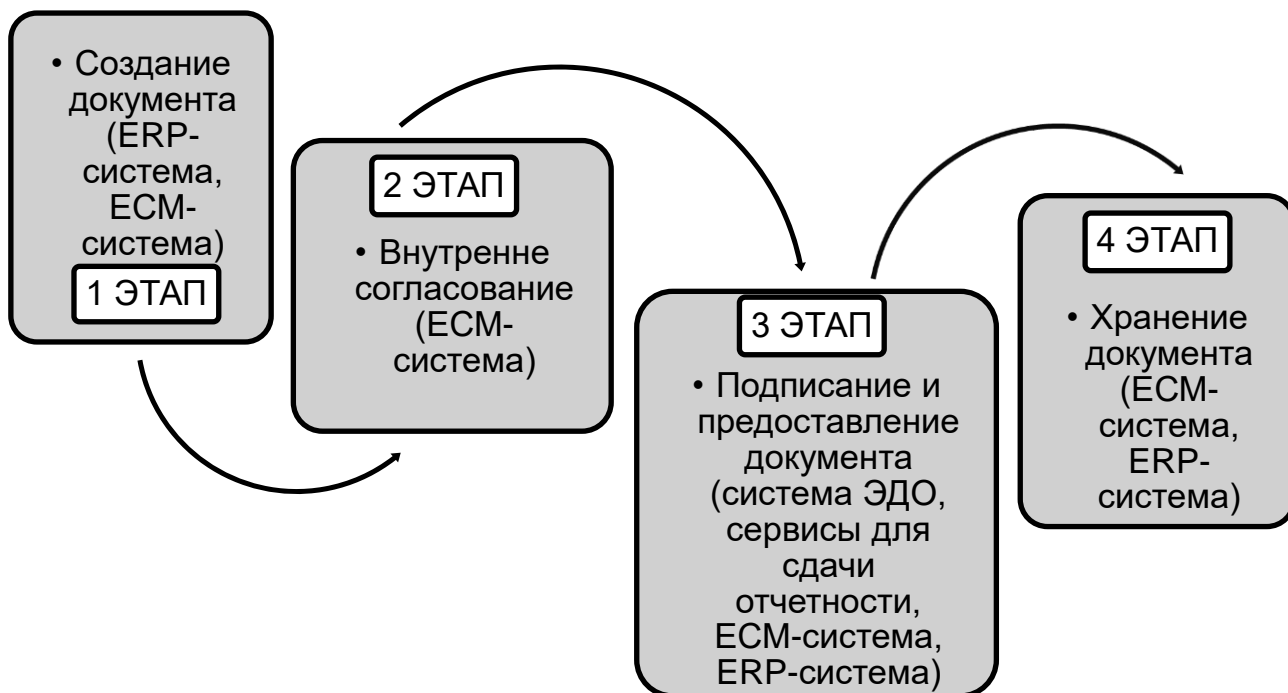 • Создание
документа
(ERP-
система,
ECM-
система)
1 ЭТАП
2 ЭТАП
• Внутренне
согласование
(ECM-
система)
3 ЭТАП
• Подписание и
предоставление
документа
(система ЭДО,
сервисы для
сдачи
отчетности,
ECM-система,
ERP-система)
4 ЭТАП
• Хранение
документа
(ECM-
система,
ERP-
система)